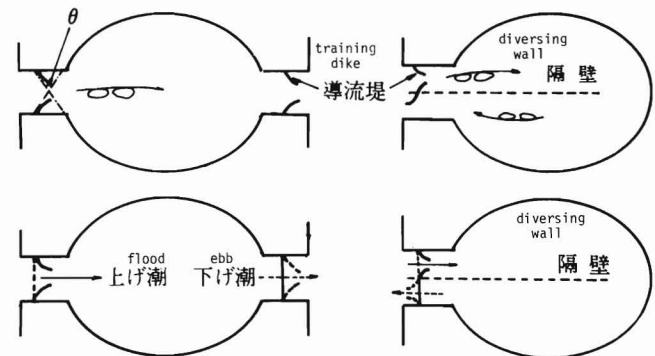 θ
training
dike
導流堤
diversing
wall
隔壁
flood
上げ潮
ebb
下げ潮
diversing
wall
隔壁